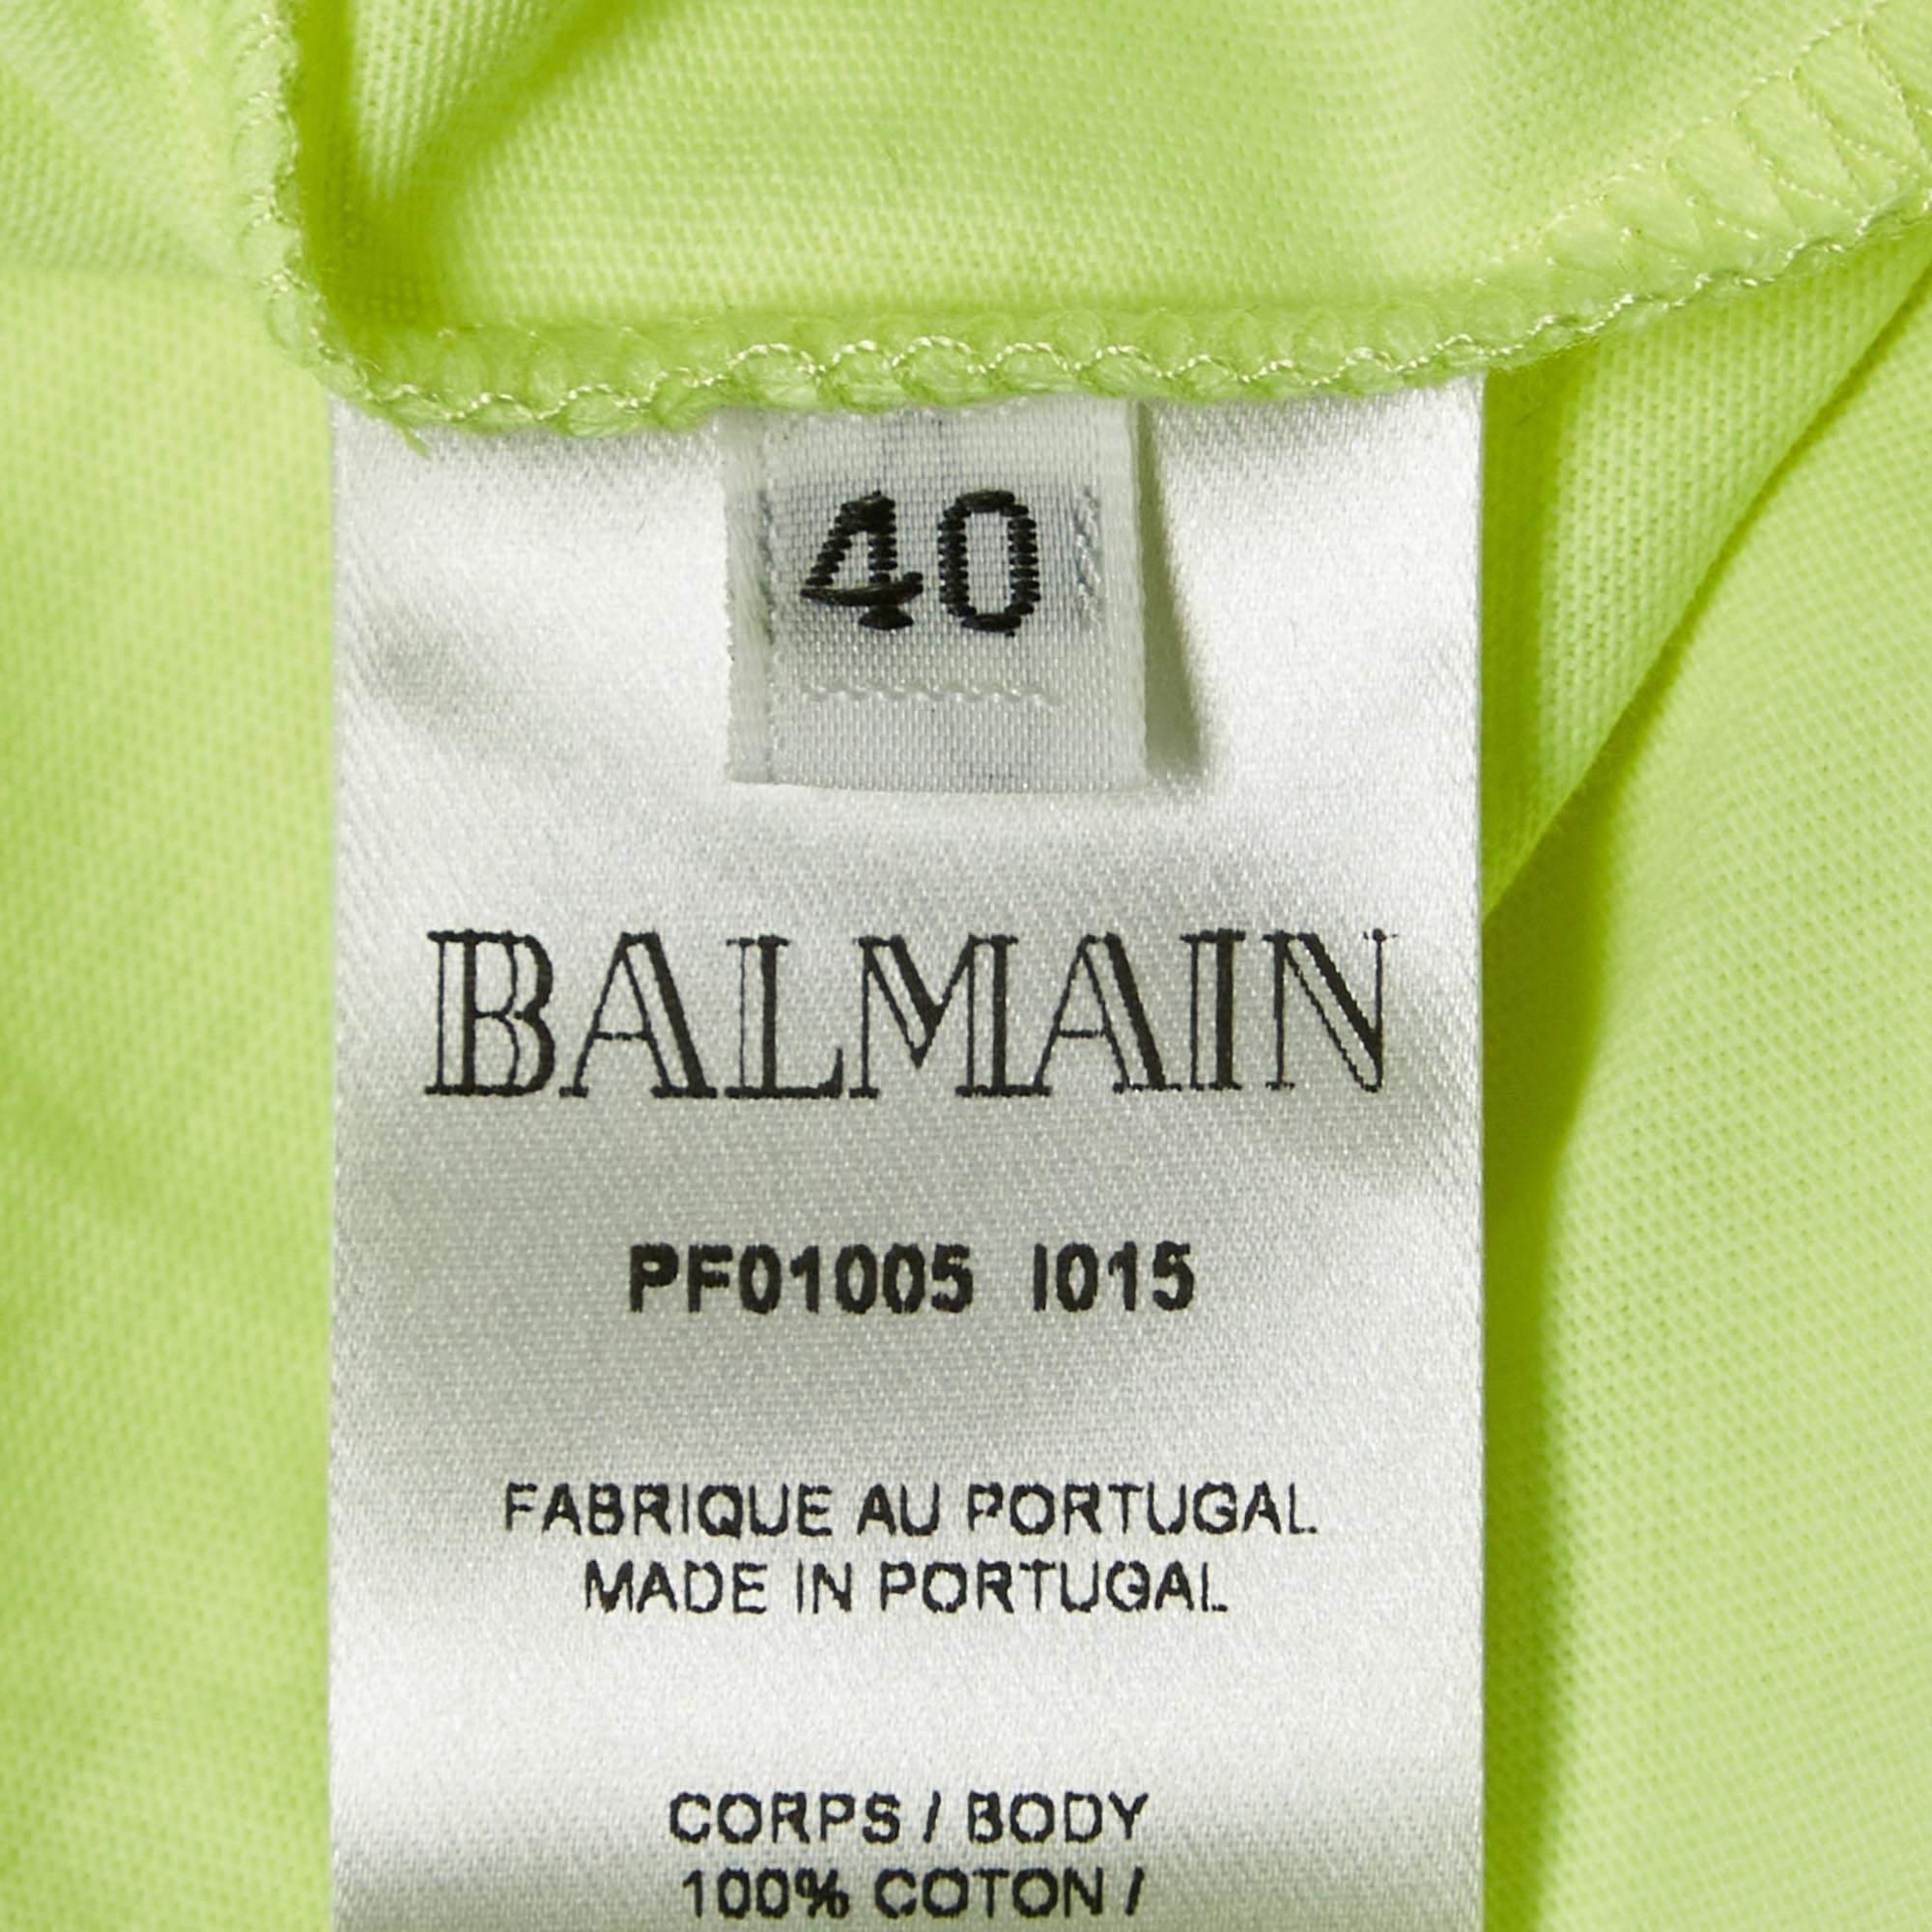 40
BALMAIN
PF01005 I015
FABRIQUE AU PORTUGAL
MADE IN PORTUGAL
CORPS / BODY
100% COTON /